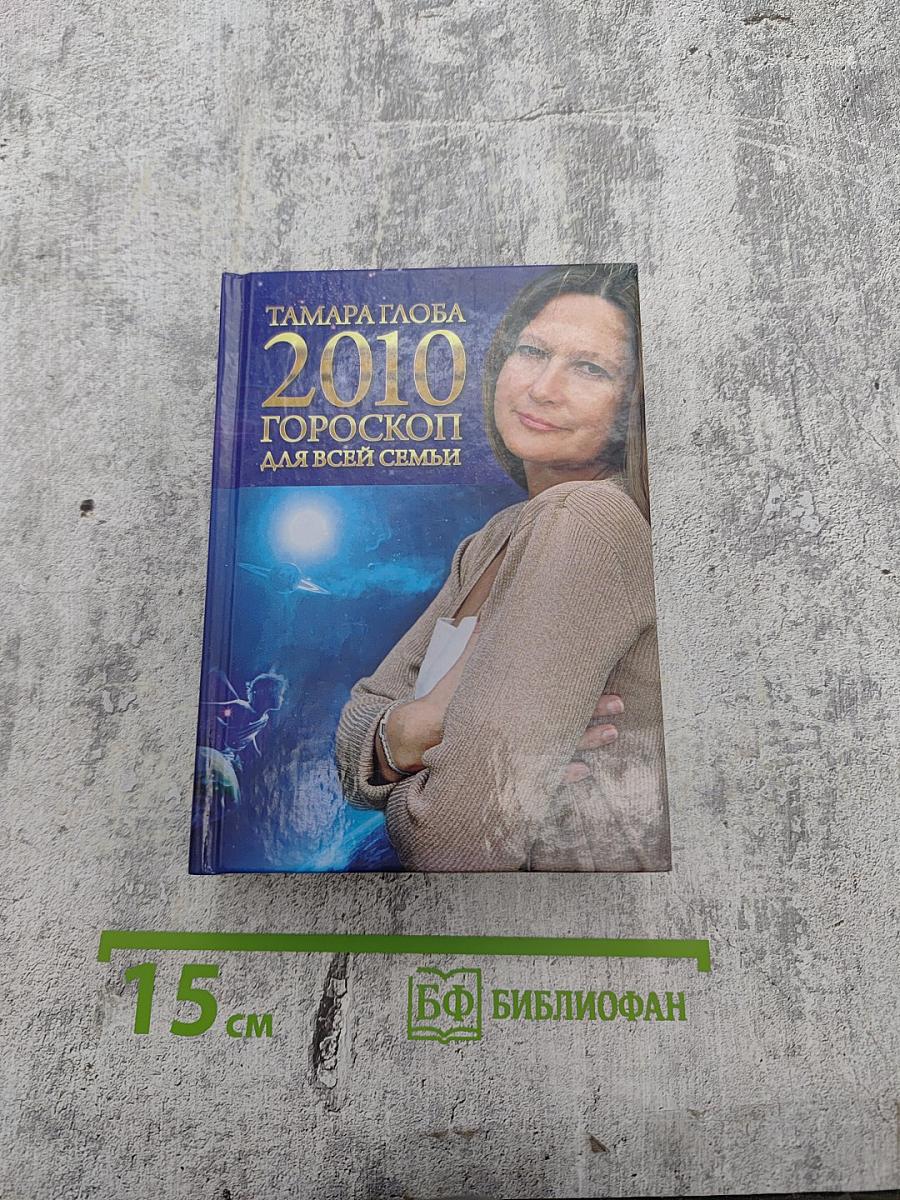 ТАМАРА ГЛОБА
2010
ГОРОСКОП
ДЛЯ ВСЕЙ СЕМЬИ
15 см
БФ БИБЛИОФАН